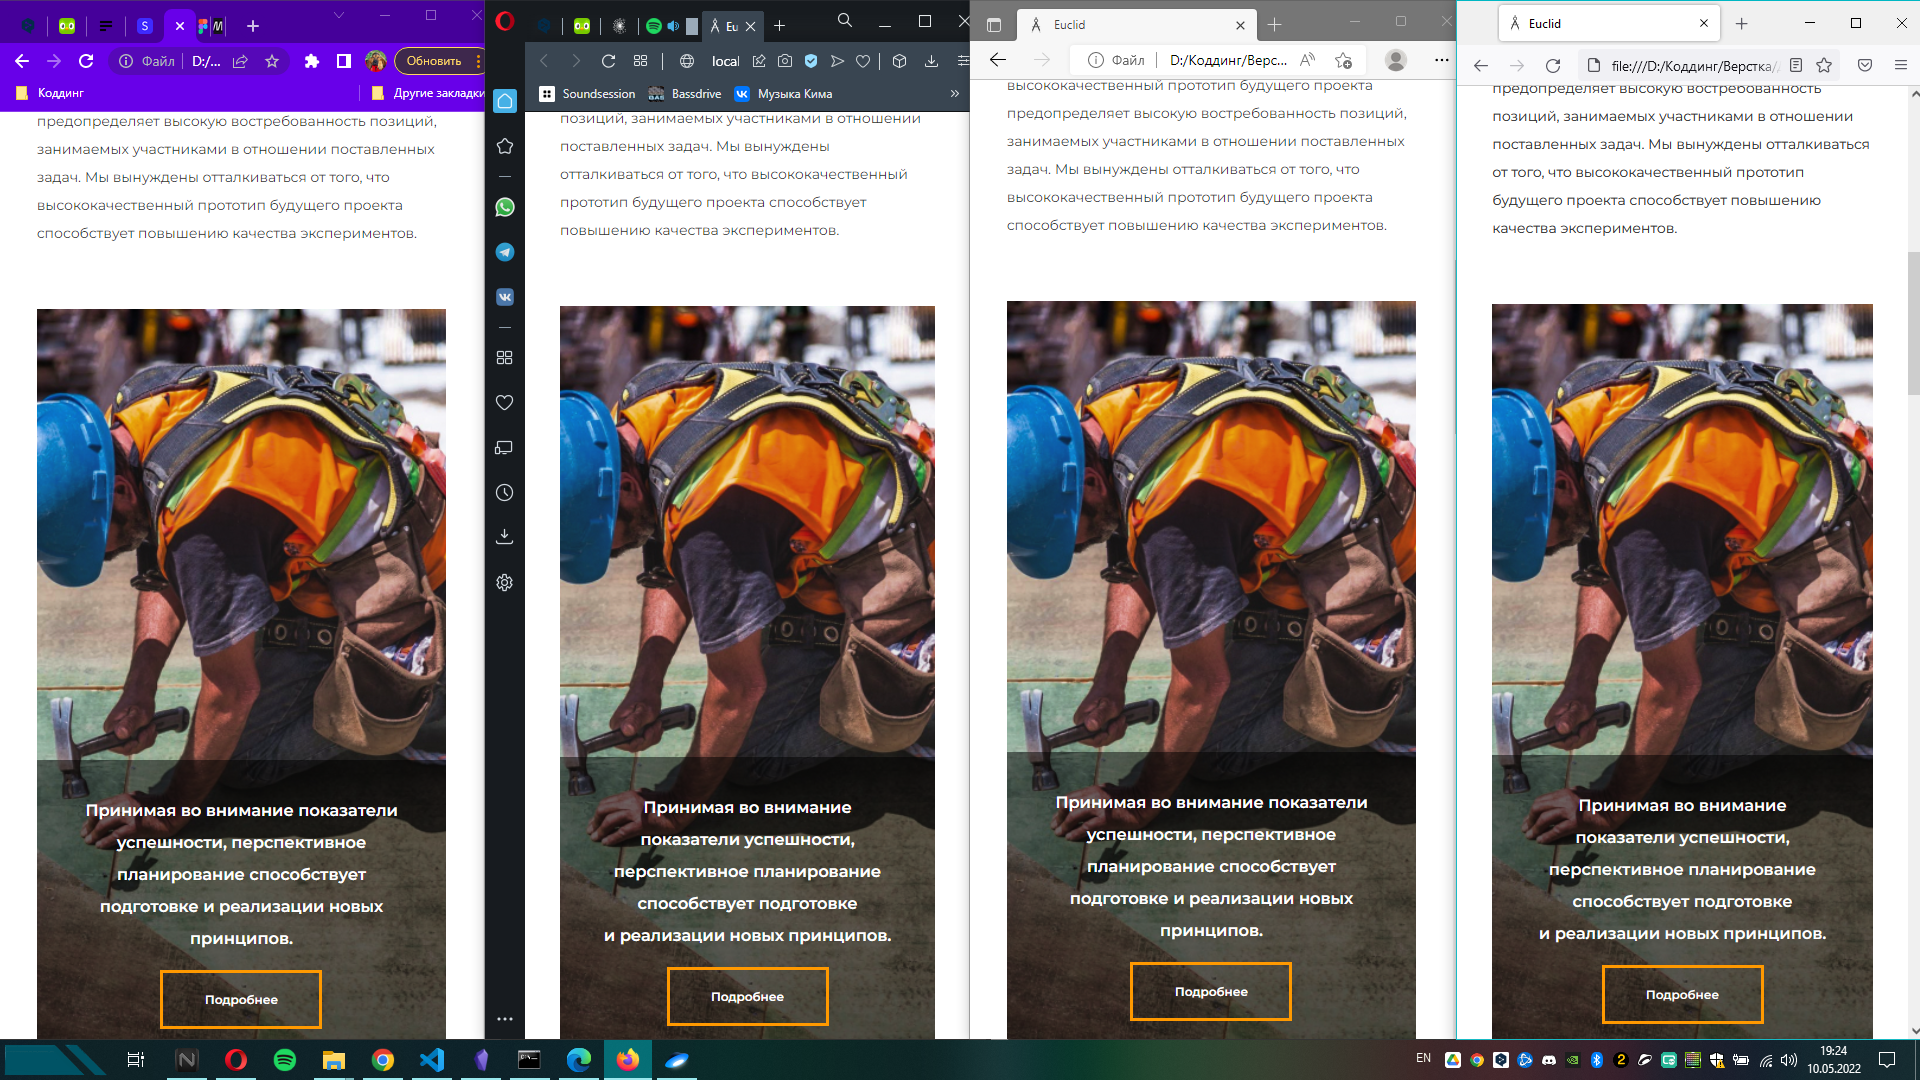 Обновить
Файл
D:/...
Коддинг
Другие закладки
предопределяет высокую востребованность позиций,
занимаемых участниками в отношении поставленных
задач. Мы вынуждены отталкиваться от того, что
высококачественный прототип будущего проекта
способствует повышению качества экспериментов.
Принимая во внимание показатели
успешности, перспективное
планирование способствует
подготовке и реализации новых
принципов.
Подробнее
Eu
local
Soundsession
Bassdrive
Музыка Кима
позиций, занимаемых участниками в отношении
поставленных задач. Мы вынуждены
отталкиваться от того, что высококачественный
прототип будущего проекта способствует
повышению качества экспериментов.
Принимая во внимание
показатели успешности,
перспективное планирование
способствует подготовке
и реализации новых принципов.
Подробнее
Euclid
Файл
D:/Коддинг/Верс...
высококачественный прототип будущего проекта
предопределяет высокую востребованность позиций,
занимаемых участниками в отношении поставленных
задач. Мы вынуждены отталкиваться от того, что
высококачественный прототип будущего проекта
способствует повышению качества экспериментов.
Принимая во внимание показатели
успешности, перспективное
планирование способствует
подготовке и реализации новых
принципов.
Подробнее
Euclid
file:///D:/Коддинг/Верстка/
предопределяет высокую востребованность
позиций, занимаемых участниками в отношении
поставленных задач. Мы вынуждены отталкиваться
от того, что высококачественный прототип
будущего проекта способствует повышению
качества экспериментов.
Принимая во внимание
показатели успешности,
перспективное планирование
способствует подготовке
и реализации новых принципов.
Подробнее
EN
19:24
10.05.2022